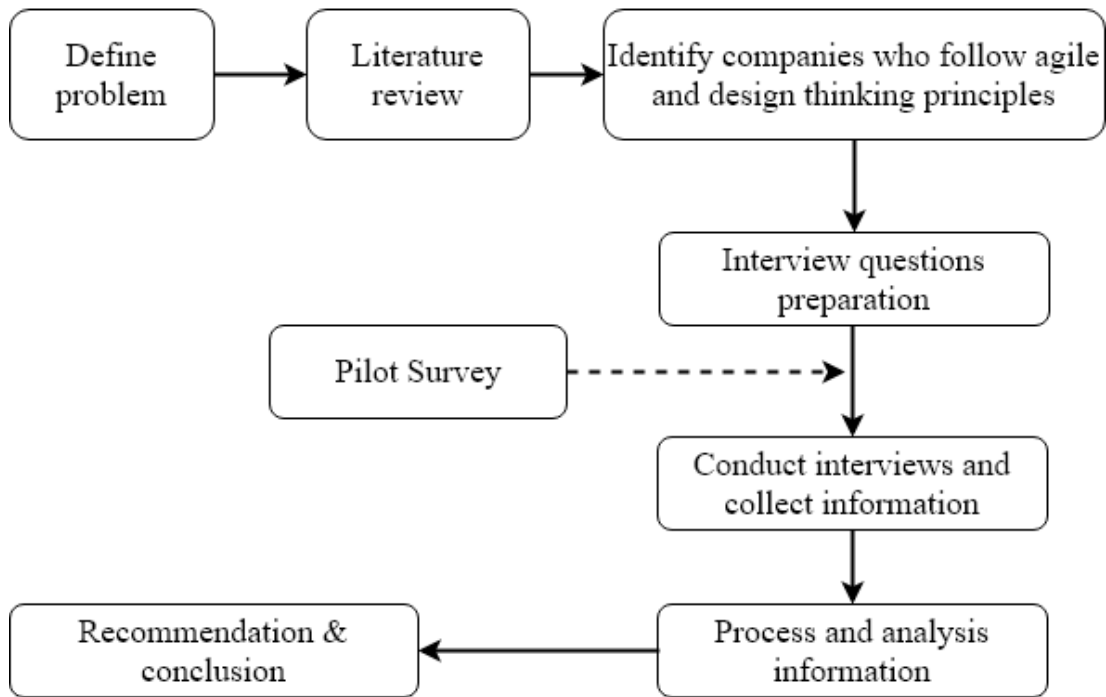 Define
problem
Literature
review
Identify companies who follow agile
and design thinking principles
Interview questions
preparation
Pilot Survey
Conduct interviews and
collect information
Process and analysis
information
Recommendation &
conclusion